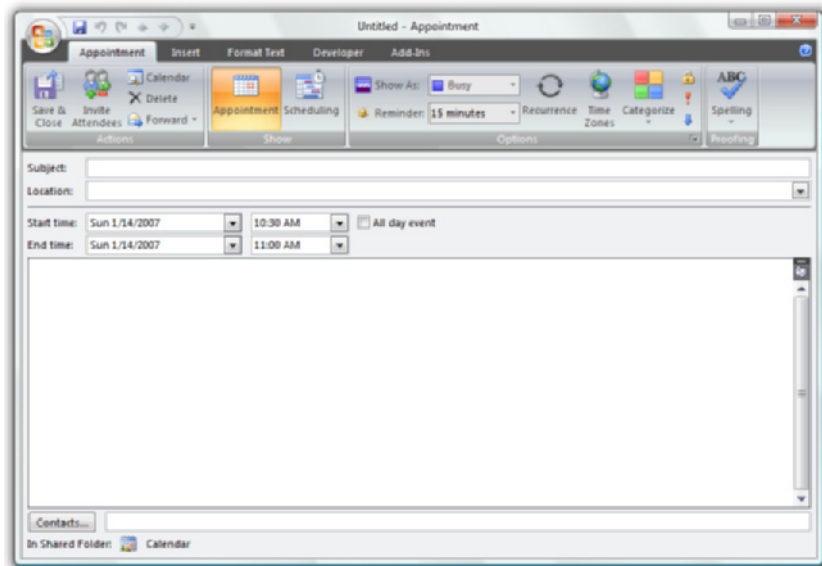 Untitled - Appointment
Appointment Insert Format Text Developer Add-Ins
Save & Close
Invite Attendees
Calendar
Delete
Forward
Actions
Appointment
Scheduling
Show
Show As: Busy
Reminder: 15 minutes
Recurrence
Time Zones
Categorize
Options
ABC
Spelling
Proofing
Subject:
Location:
Start time: Sun 1/14/2007 10:30 AM All day event
End time: Sun 1/14/2007 11:00 AM
Contacts...
In Shared Folder: Calendar